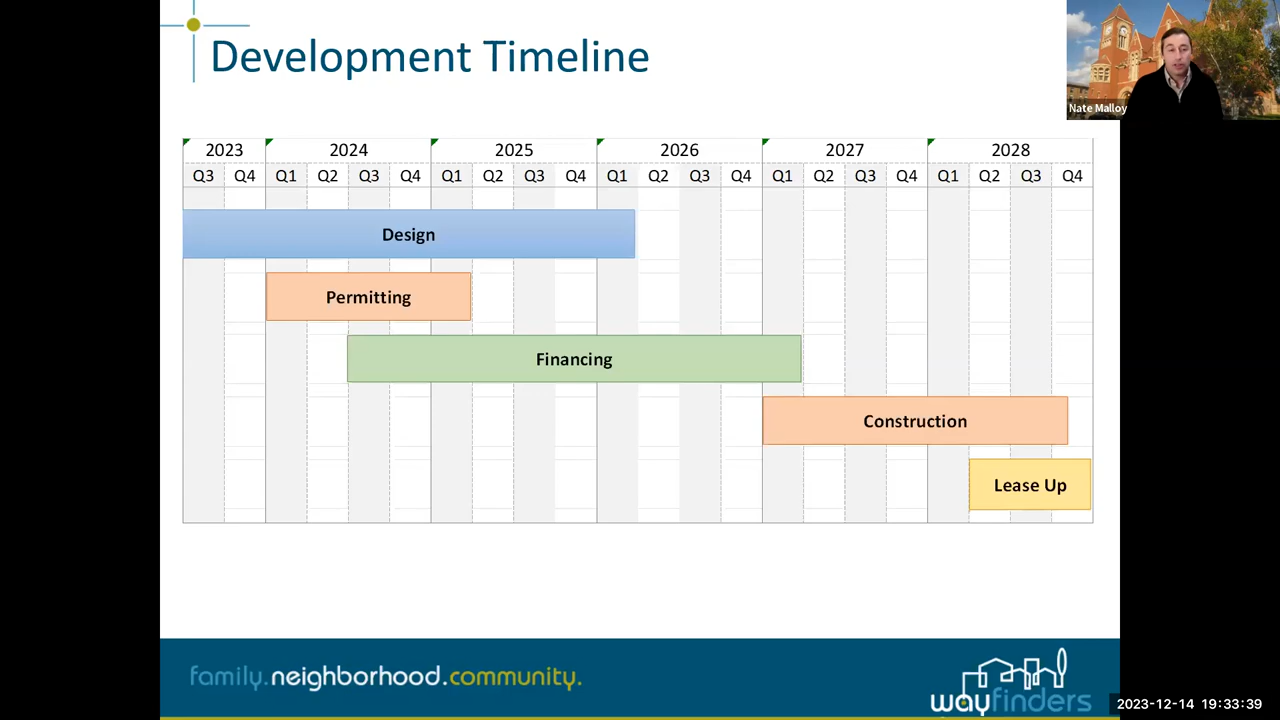 Development Timeline
Nate Malloy
2023 2024 2025 2026 2027 2028
Q3 Q4 Q1 Q2 Q3 Q4 Q1 Q2 Q3 Q4 Q1 Q2 Q3 Q4 Q1 Q2 Q3 Q4 Q1 Q2 Q3 Q4
Design
Permitting
Financing
Construction
Lease Up
family.neighborhood.community.
wayfinders
2023-12-14 19:33:39